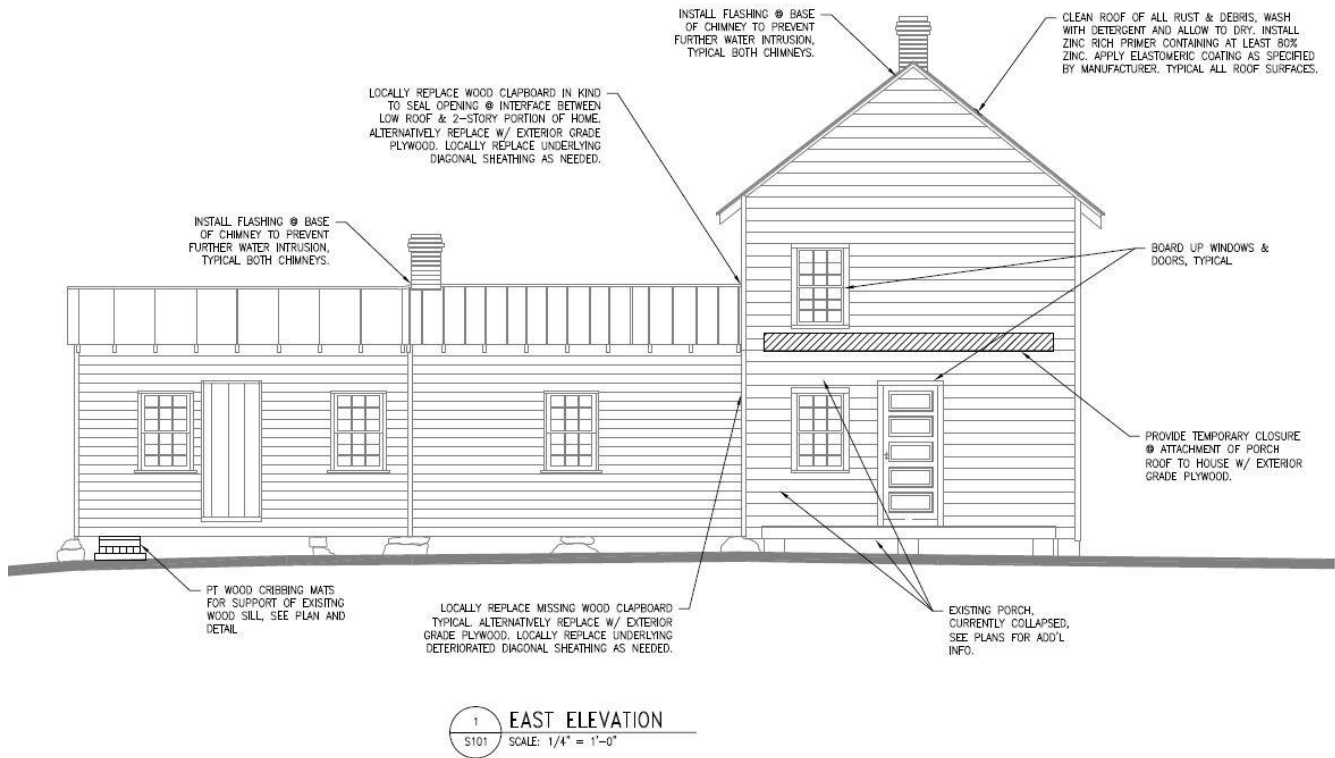 INSTALL FLASHING @ BASE
OF CHIMNEY TO PREVENT
FURTHER WATER INTRUSION,
TYPICAL BOTH CHIMNEYS.
CLEAN ROOF OF ALL RUST & DEBRIS, WASH
WITH DETERGENT AND ALLOW TO DRY. INSTALL
ZINC RICH PRIMER CONTAINING AT LEAST 80%
ZINC. APPLY ELASTOMERIC COATING AS SPECIFIED
BY MANUFACTURER. TYPICAL ALL ROOF SURFACES.
LOCALLY REPLACE WOOD CLAPBOARD IN KIND
TO SEAL OPENING @ INTERFACE BETWEEN
LOW ROOF & 2-STORY PORTION OF HOME.
ALTERNATIVELY REPLACE W/ EXTERIOR GRADE
PLYWOOD. LOCALLY REPLACE UNDERLYING
DIAGONAL SHEATHING AS NEEDED.
INSTALL FLASHING @ BASE
OF CHIMNEY TO PREVENT
FURTHER WATER INTRUSION,
TYPICAL BOTH CHIMNEYS.
BOARD UP WINDOWS &
DOORS, TYPICAL
PROVIDE TEMPORARY CLOSURE
@ ATTACHMENT OF PORCH
ROOF TO HOUSE W/ EXTERIOR
GRADE PLYWOOD.
PT WOOD CRIBBING MATS
FOR SUPPORT OF EXISITNG
WOOD SILL, SEE PLAN AND
DETAIL
LOCALLY REPLACE MISSING WOOD CLAPBOARD
TYPICAL. ALTERNATIVELY REPLACE W/ EXTERIOR
GRADE PLYWOOD. LOCALLY REPLACE UNDERLYING
DETERIORATED DIAGONAL SHEATHING AS NEEDED.
EXISTING PORCH,
CURRENTLY COLLAPSED,
SEE PLANS FOR ADD'L
INFO.
1
S101
EAST ELEVATION
SCALE: 1/4" = 1'-0"